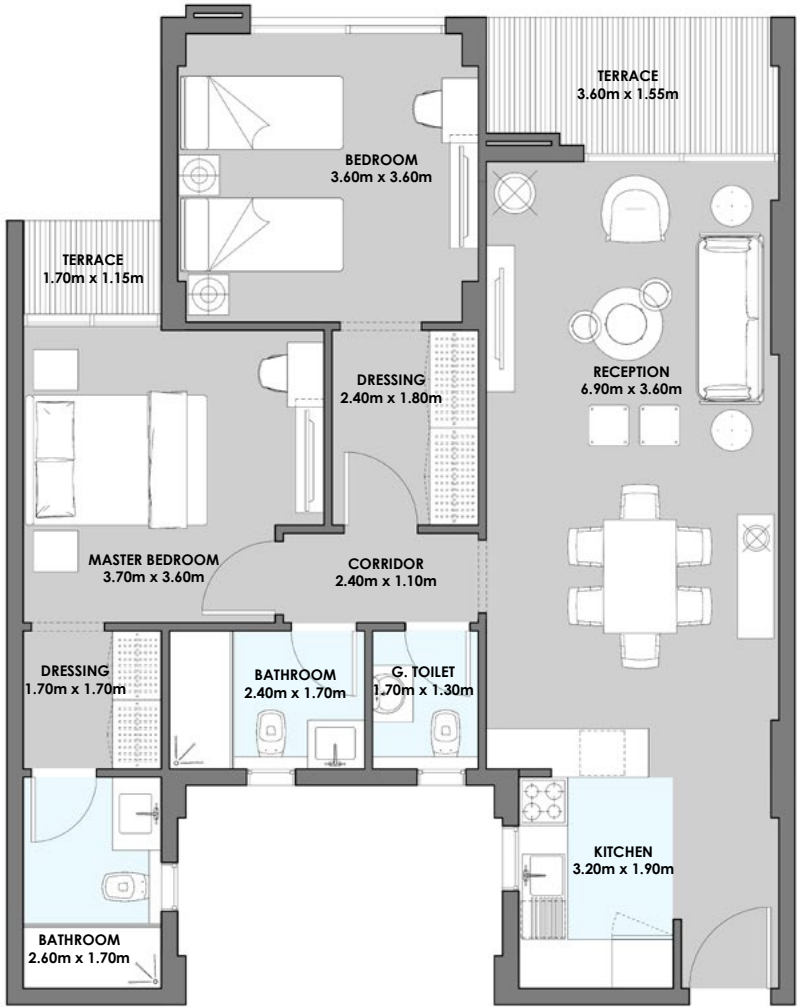 TERRACE
3.60m x 1.55m
BEDROOM
3.60m x 3.60m
TERRACE
1.70m x 1.15m
DRESSING
2.40m x 1.80m
RECEPTION
6.90m x 3.60m
MASTER BEDROOM
3.70m x 3.60m
CORRIDOR
2.40m x 1.10m
DRESSING
1.70m x 1.70m
BATHROOM
2.40m x 1.70m
G. TOILET
1.70m x 1.30m
KITCHEN
3.20m x 1.90m
BATHROOM
2.60m x 1.70m